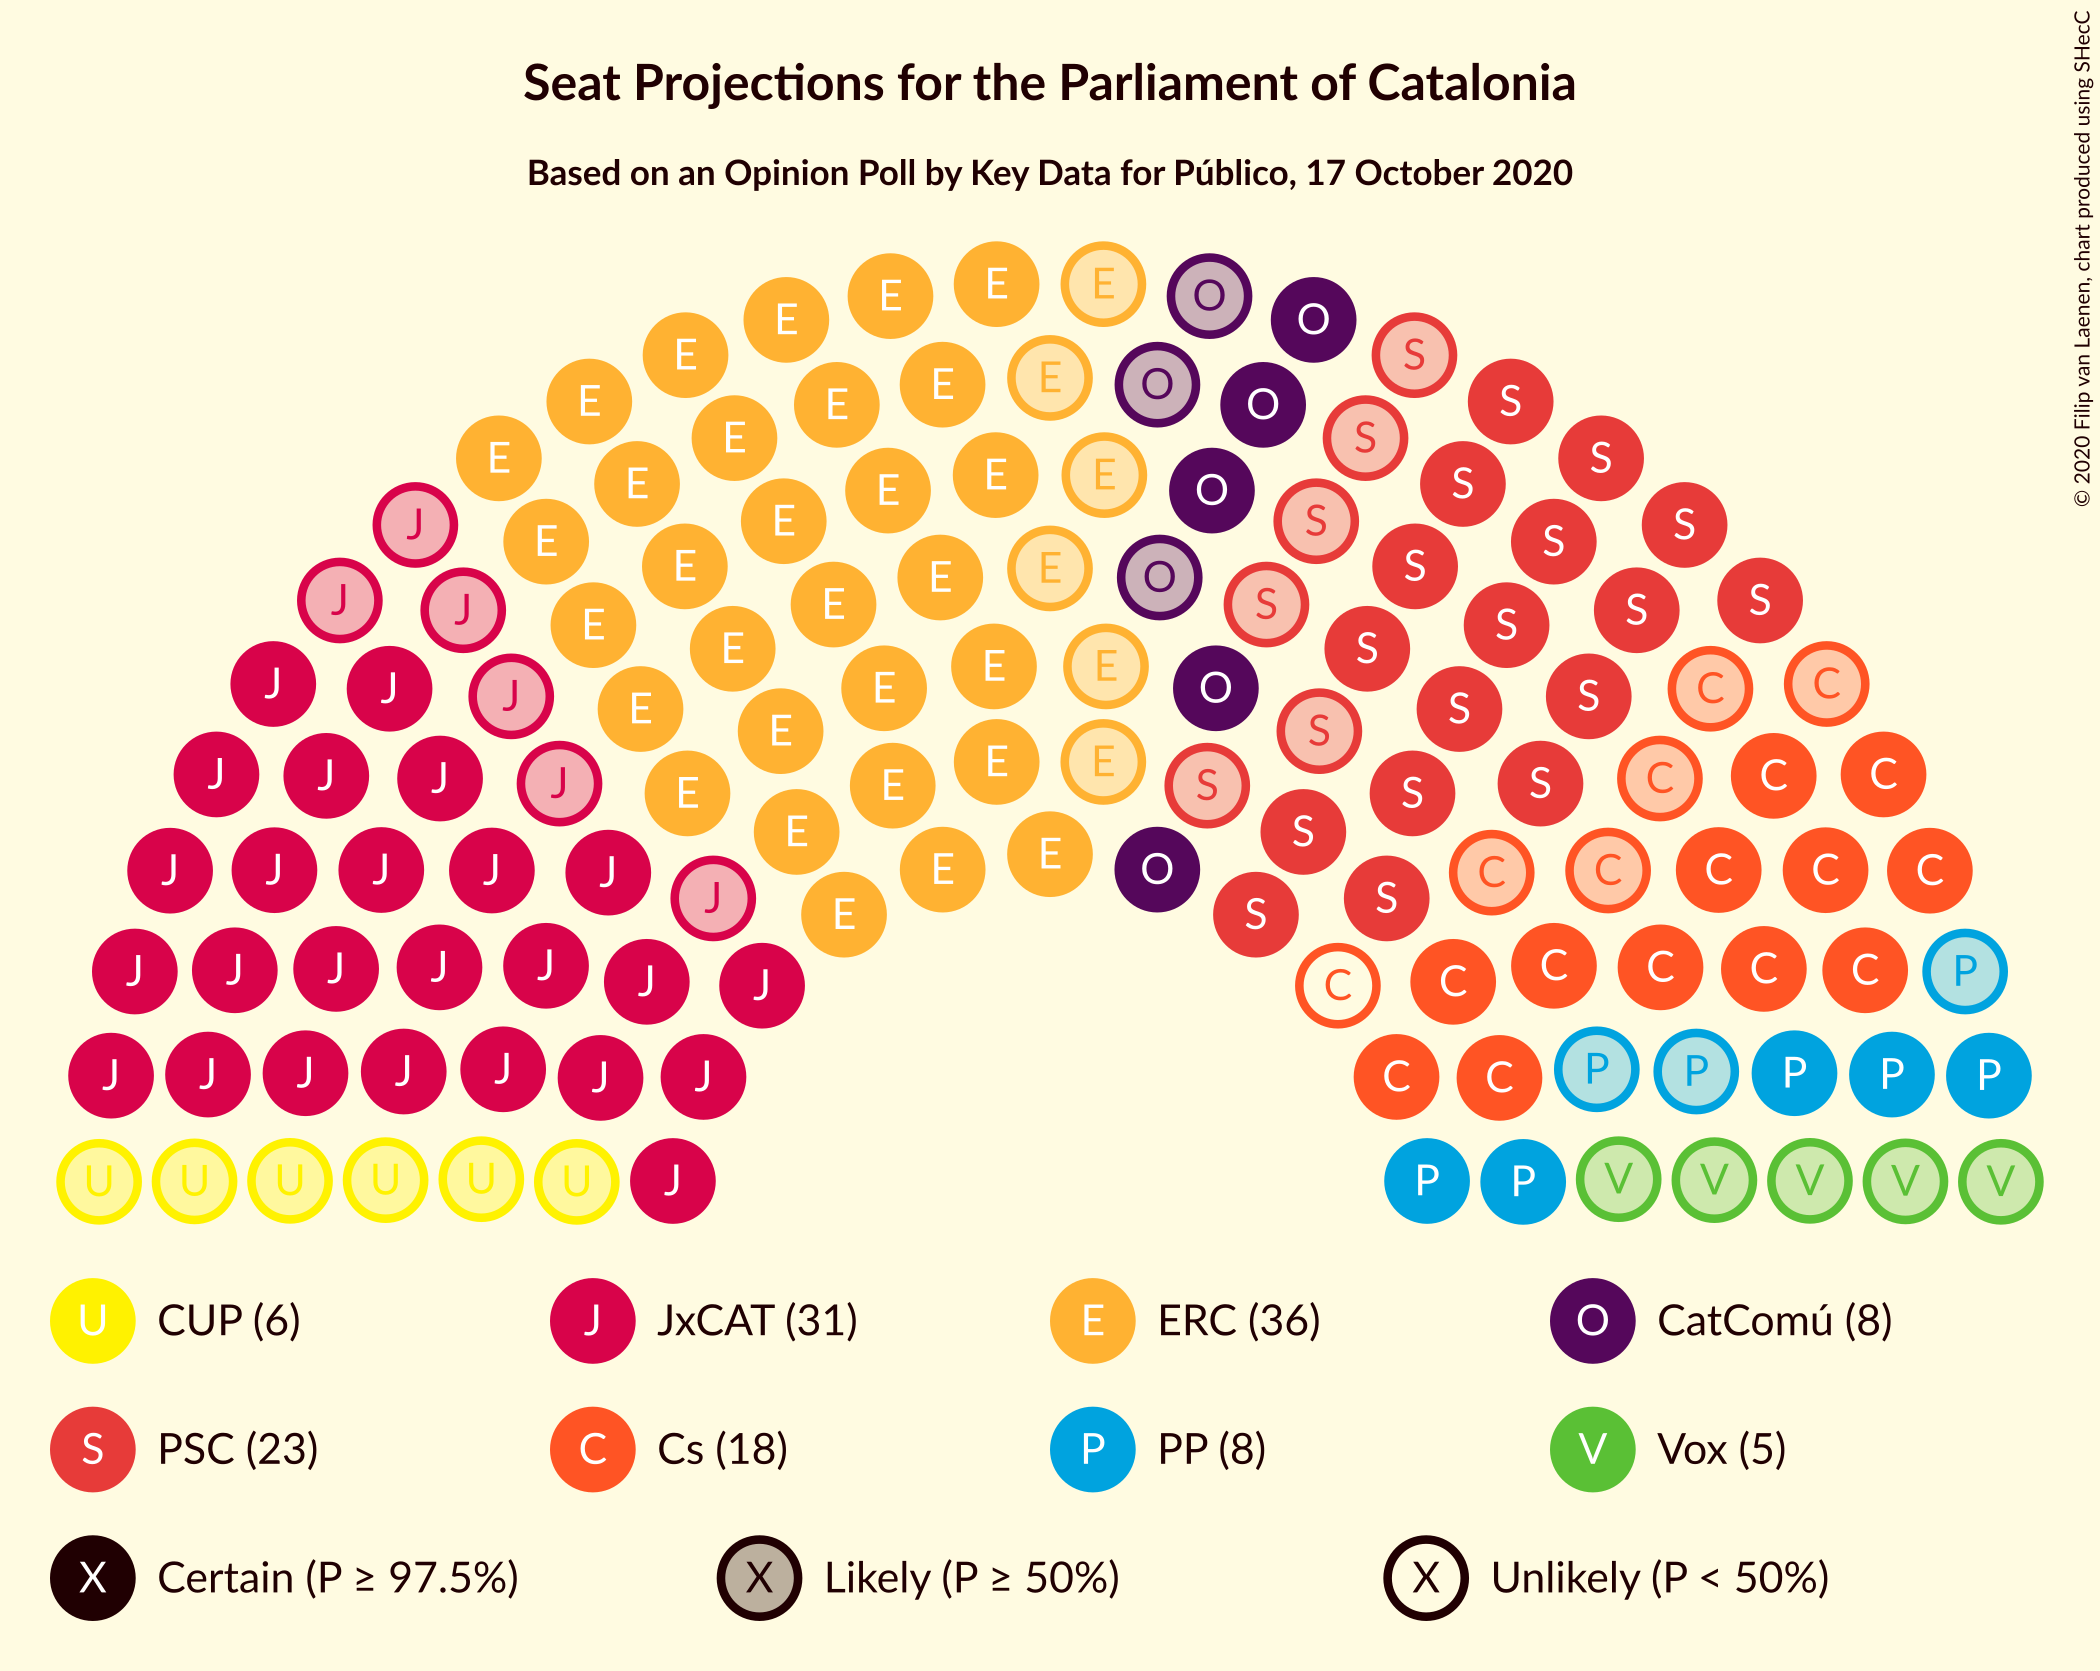 Seat Projections for the Parliament of Catalonia
Based on an Opinion Poll by Key Data for Público, 17 October 2020
© 2020 Filip van Laenen, chart produced using SHecC
E E E O O
E E O S
E E E O O S
E E S S
E E E O S S
J E E E S S S
E E O S
J J E E S S S
E E E O S
J J E E S S C C
J E E S S
J J J J E E E S S S C C C
E E S
J J J J J E E O S C C C C C
J E S S
J J J J J J J C C C C C C P
J J J J J J J C C P P P P P
U U U U U U J P P V V V V V
U CUP (6)
J JxCAT (31)
E ERC (36)
O CatComú (8)
S PSC (23)
C Cs (18)
P PP (8)
V Vox (5)
X Certain (P ≥ 97.5%)
X Likely (P ≥ 50%)
X Unlikely (P < 50%)